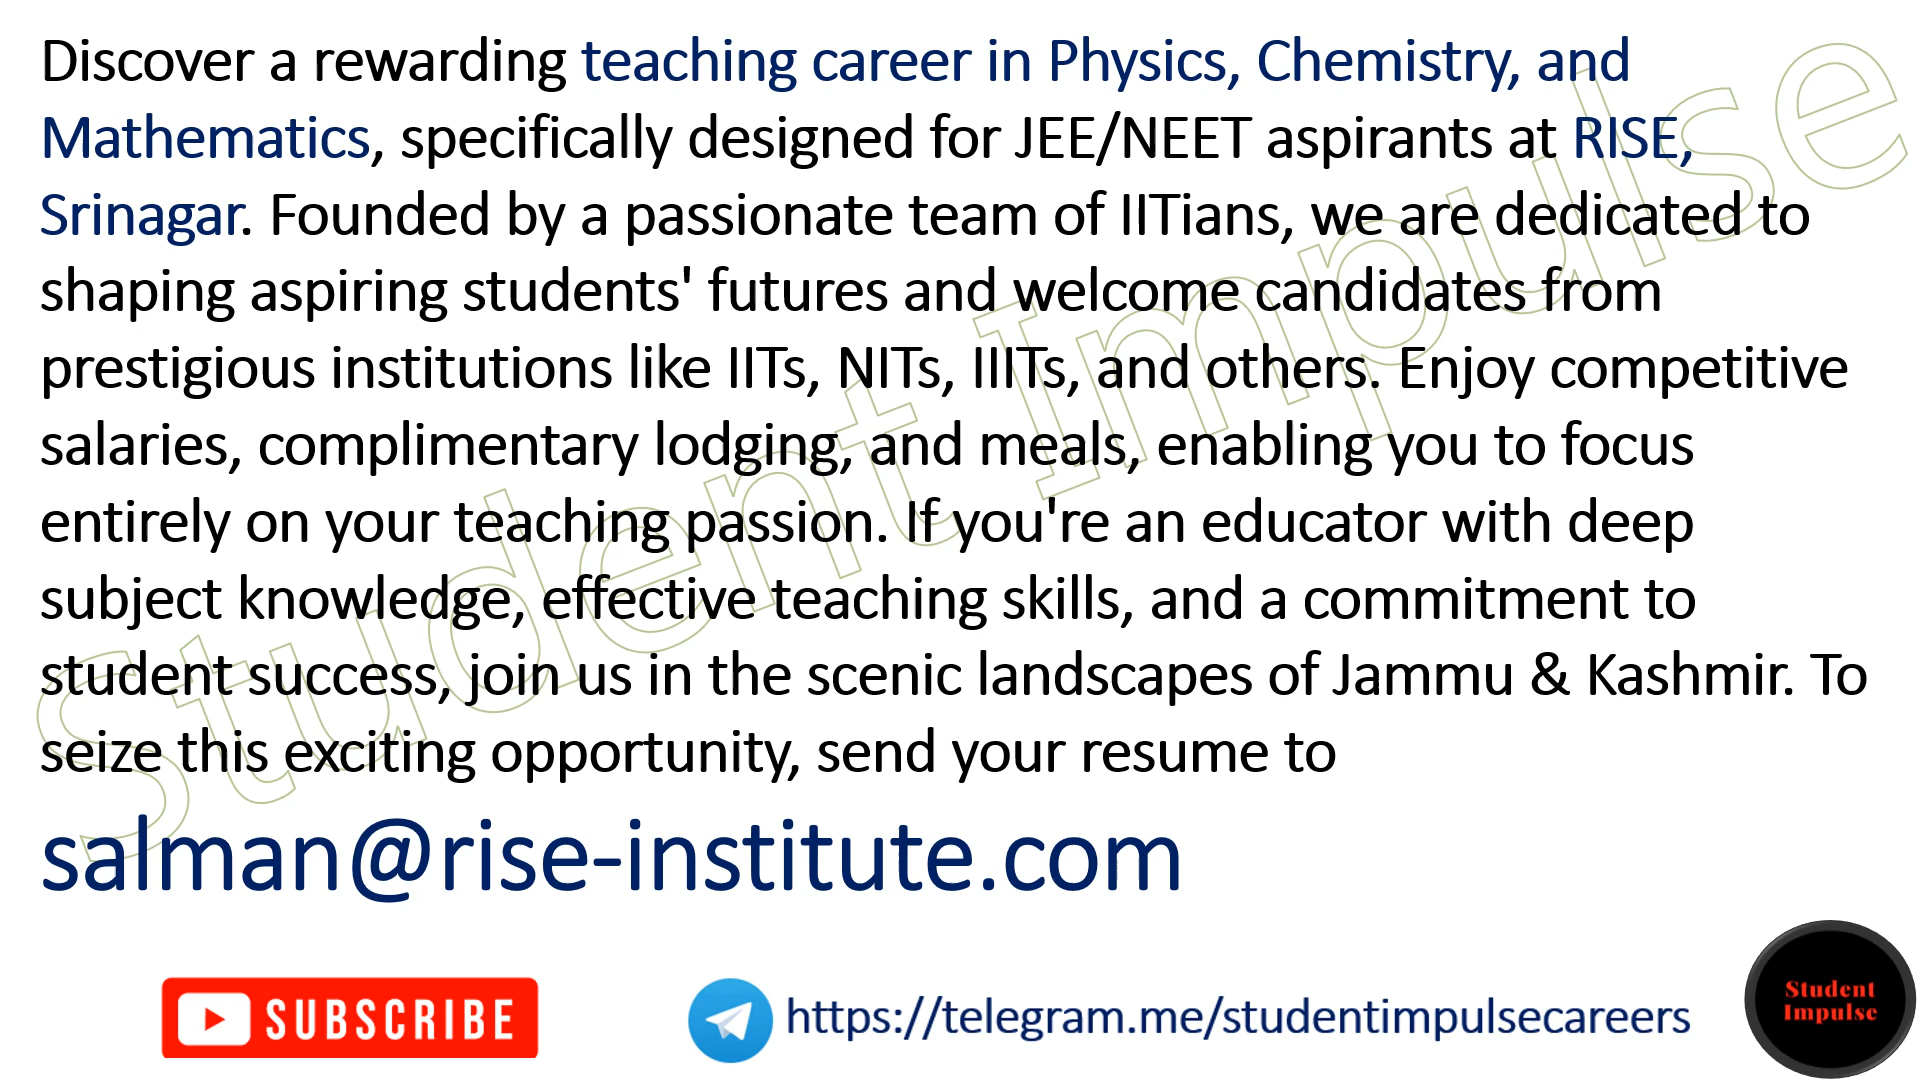 Discover a rewarding teaching career in Physics, Chemistry, and
Mathematics, specifically designed for JEE/NEET aspirants at RISE,
Srinagar. Founded by a passionate team of IITians, we are dedicated to
shaping aspiring students' futures and welcome candidates from
prestigious institutions like IITs, NITs, IIITs, and others. Enjoy competitive
salaries, complimentary lodging, and meals, enabling you to focus
entirely on your teaching passion. If you're an educator with deep
subject knowledge, effective teaching skills, and a commitment to
student success, join us in the scenic landscapes of Jammu & Kashmir. To
seize this exciting opportunity, send your resume to
salman@rise-institute.com
Student Impulse
SUBSCRIBE
https://telegram.me/studentimpulsecareers
Student
Impulse